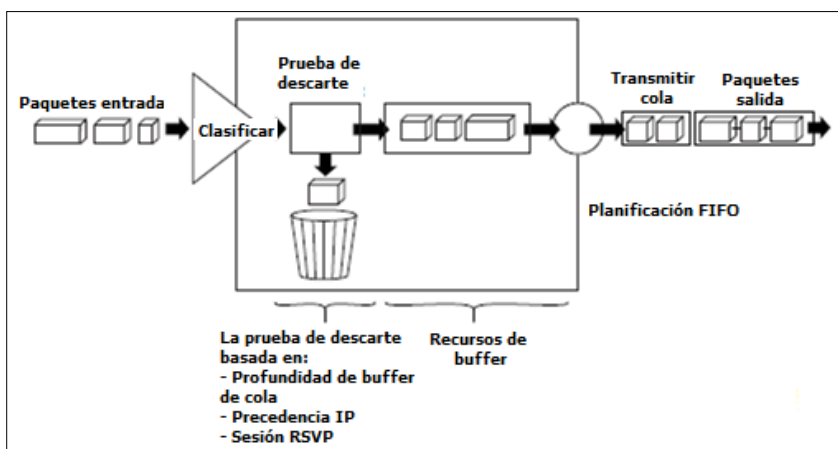 Paquetes entrada
Clasificar
Prueba de
descarte
Transmitir
cola
Paquetes
salida
Planificación FIFO
La prueba de descarte
basada en:
- Profundidad de buffer
de cola
- Precedencia IP
- Sesión RSVP
Recursos de
buffer